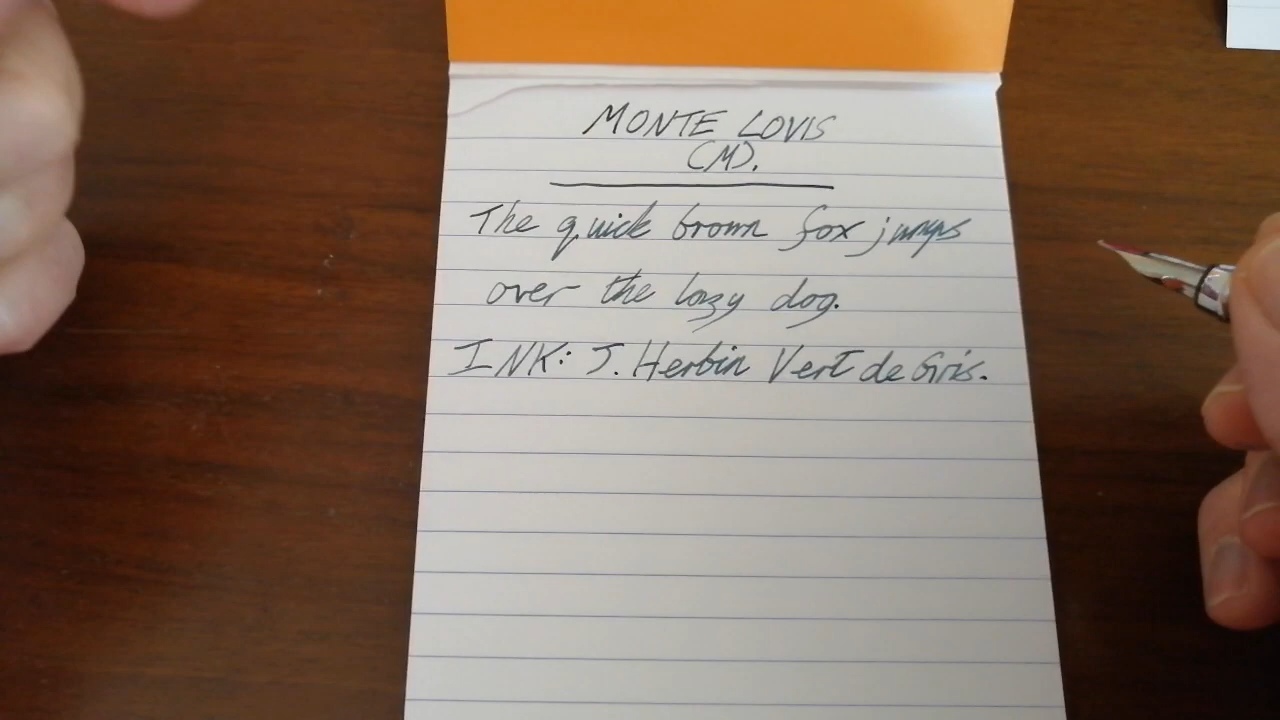 MONTE LOVIS
(M).
The quick brown fox jumps
over the lazy dog.
INK: J. Herbin Vert de Gris.